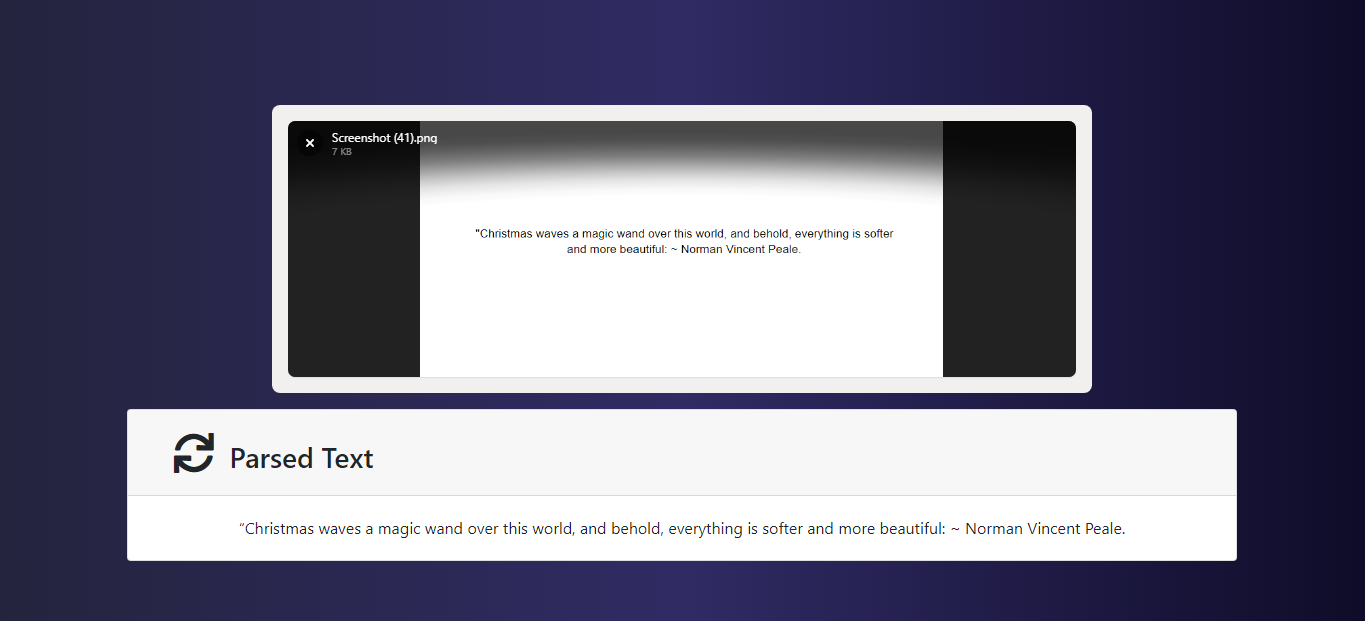 Screenshot (41).png
7 KB
"Christmas waves a magic wand over this world, and behold, everything is softer
and more beautiful: ~ Norman Vincent Peale.
Parsed Text
“Christmas waves a magic wand over this world, and behold, everything is softer and more beautiful: ~ Norman Vincent Peale.